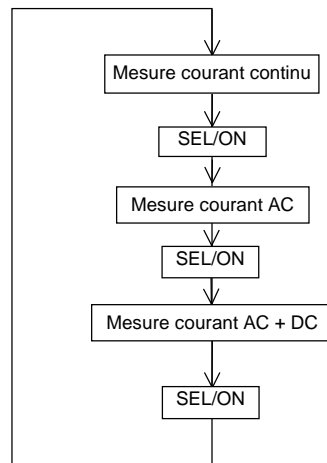 Mesure courant continu
SEL/ON
Mesure courant AC
SEL/ON
Mesure courant AC + DC
SEL/ON